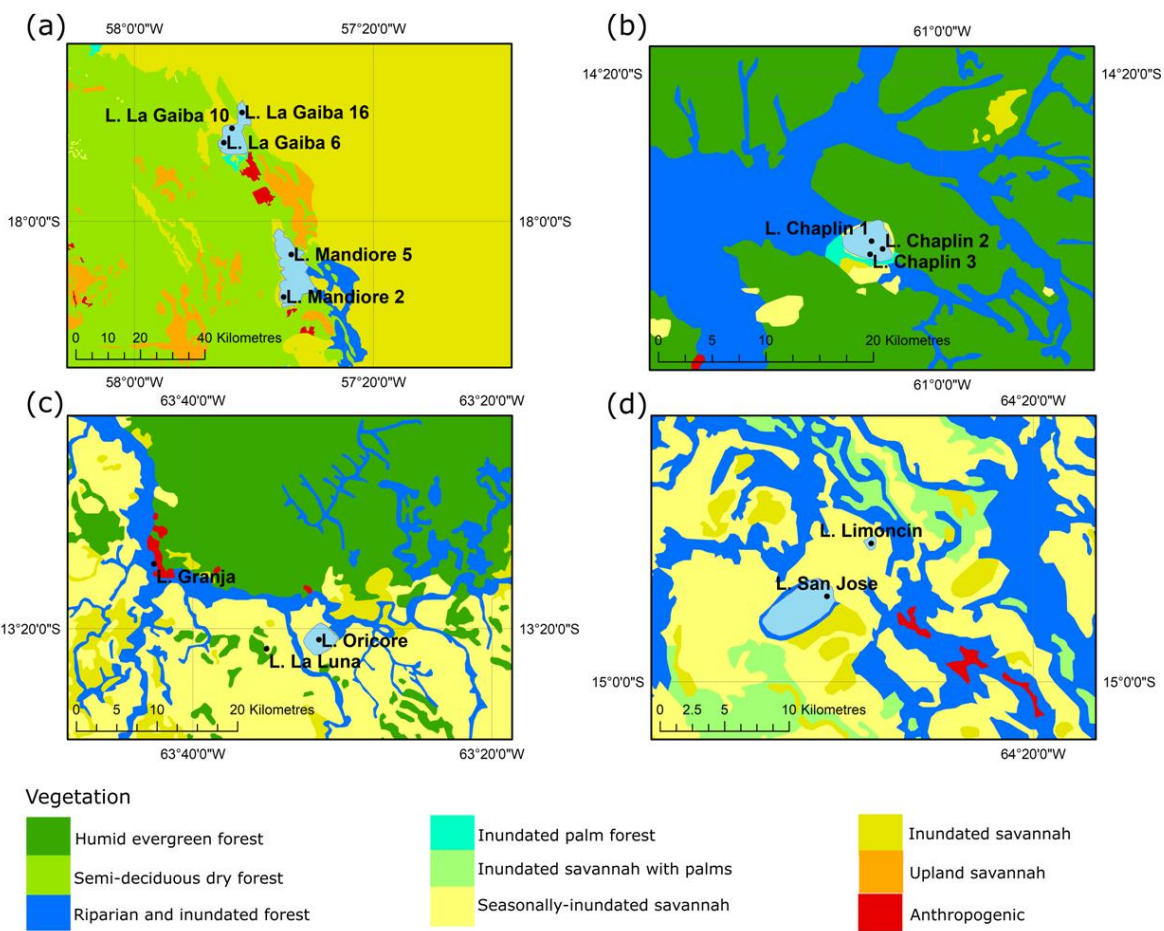 (a)
58°0'0"W
57°20'0"W
L. La Gaiba 10
L. La Gaiba 16
L. La Gaiba 6
18°0'0"S
18°0'0"S
L. Mandiore 5
L. Mandiore 2
0 10 20 40 Kilometres
58°0'0"W
57°20'0"W
(b)
61°0'0"W
14°20'0"S
14°20'0"S
L. Chaplin 1
L. Chaplin 2
L. Chaplin 3
0 5 10 20 Kilometres
61°0'0"W
(c)
63°40'0"W
63°20'0"W
L. Granja
13°20'0"S
13°20'0"S
L. Oricore
L. La Luna
0 5 10 20 Kilometres
63°40'0"W
63°20'0"W
(d)
64°20'0"W
L. Limoncin
L. San Jose
15°0'0"S
15°0'0"S
0 2.5 5 10 Kilometres
64°20'0"W
Vegetation
Humid evergreen forest
Semi-deciduous dry forest
Riparian and inundated forest
Inundated palm forest
Inundated savannah with palms
Seasonally-inundated savannah
Inundated savannah
Upland savannah
Anthropogenic